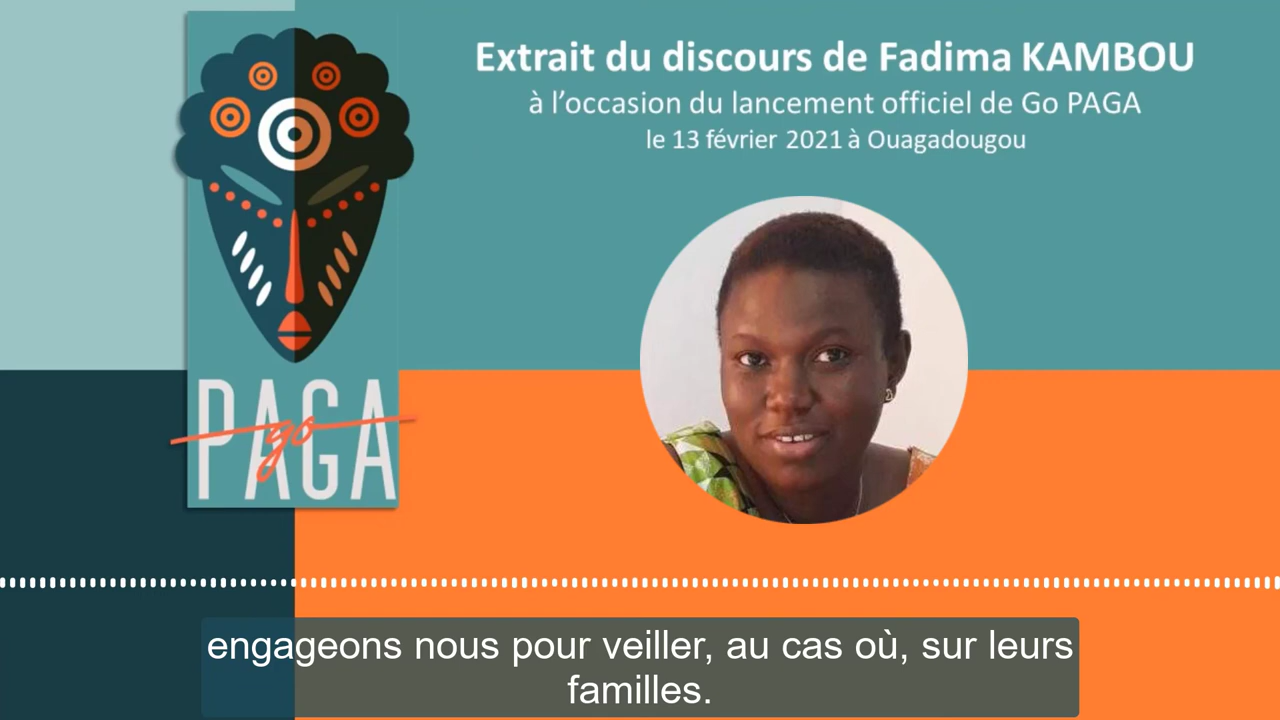 Extrait du discours de Fadima KAMBOU
à l’occasion du lancement officiel de Go PAGA
le 13 février 2021 à Ouagadougou
PAGA
go
engageons nous pour veiller, au cas où, sur leurs
familles.